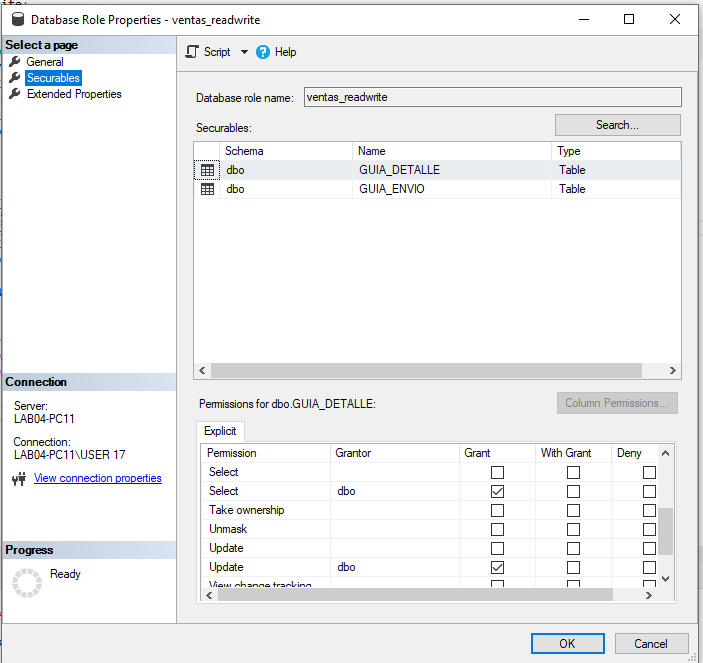 Database Role Properties - ventas_readwrite
Select a page
General
Securables
Extended Properties
Script
Help
Database role name: ventas_readwrite
Securables: Search...
Schema Name Type
dbo GUIA_DETALLE Table
dbo GUIA_ENVIO Table
Connection
Server:
LAB04-PC11
Connection:
LAB04-PC11\USER 17
View connection properties
Progress
Ready
Permissions for dbo.GUIA_DETALLE: Column Permissions...
Explicit
Permission Grantor Grant With Grant Deny
Select
Select dbo
Take ownership
Unmask
Update
Update dbo
View change tracking
OK Cancel